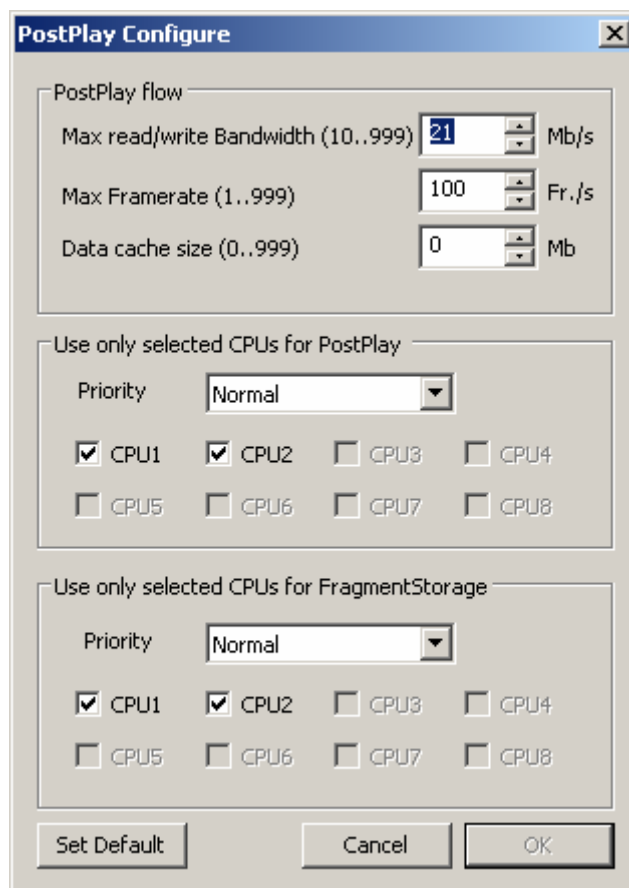 PostPlay Configure
PostPlay flow
Max read/write Bandwidth (10..999) 21 Mb/s
Max Framerate (1..999) 100 Fr./s
Data cache size (0..999) 0 Mb
Use only selected CPUs for PostPlay
Priority Normal
CPU1 CPU2 CPU3 CPU4
CPU5 CPU6 CPU7 CPU8
Use only selected CPUs for FragmentStorage
Priority Normal
CPU1 CPU2 CPU3 CPU4
CPU5 CPU6 CPU7 CPU8
Set Default Cancel OK